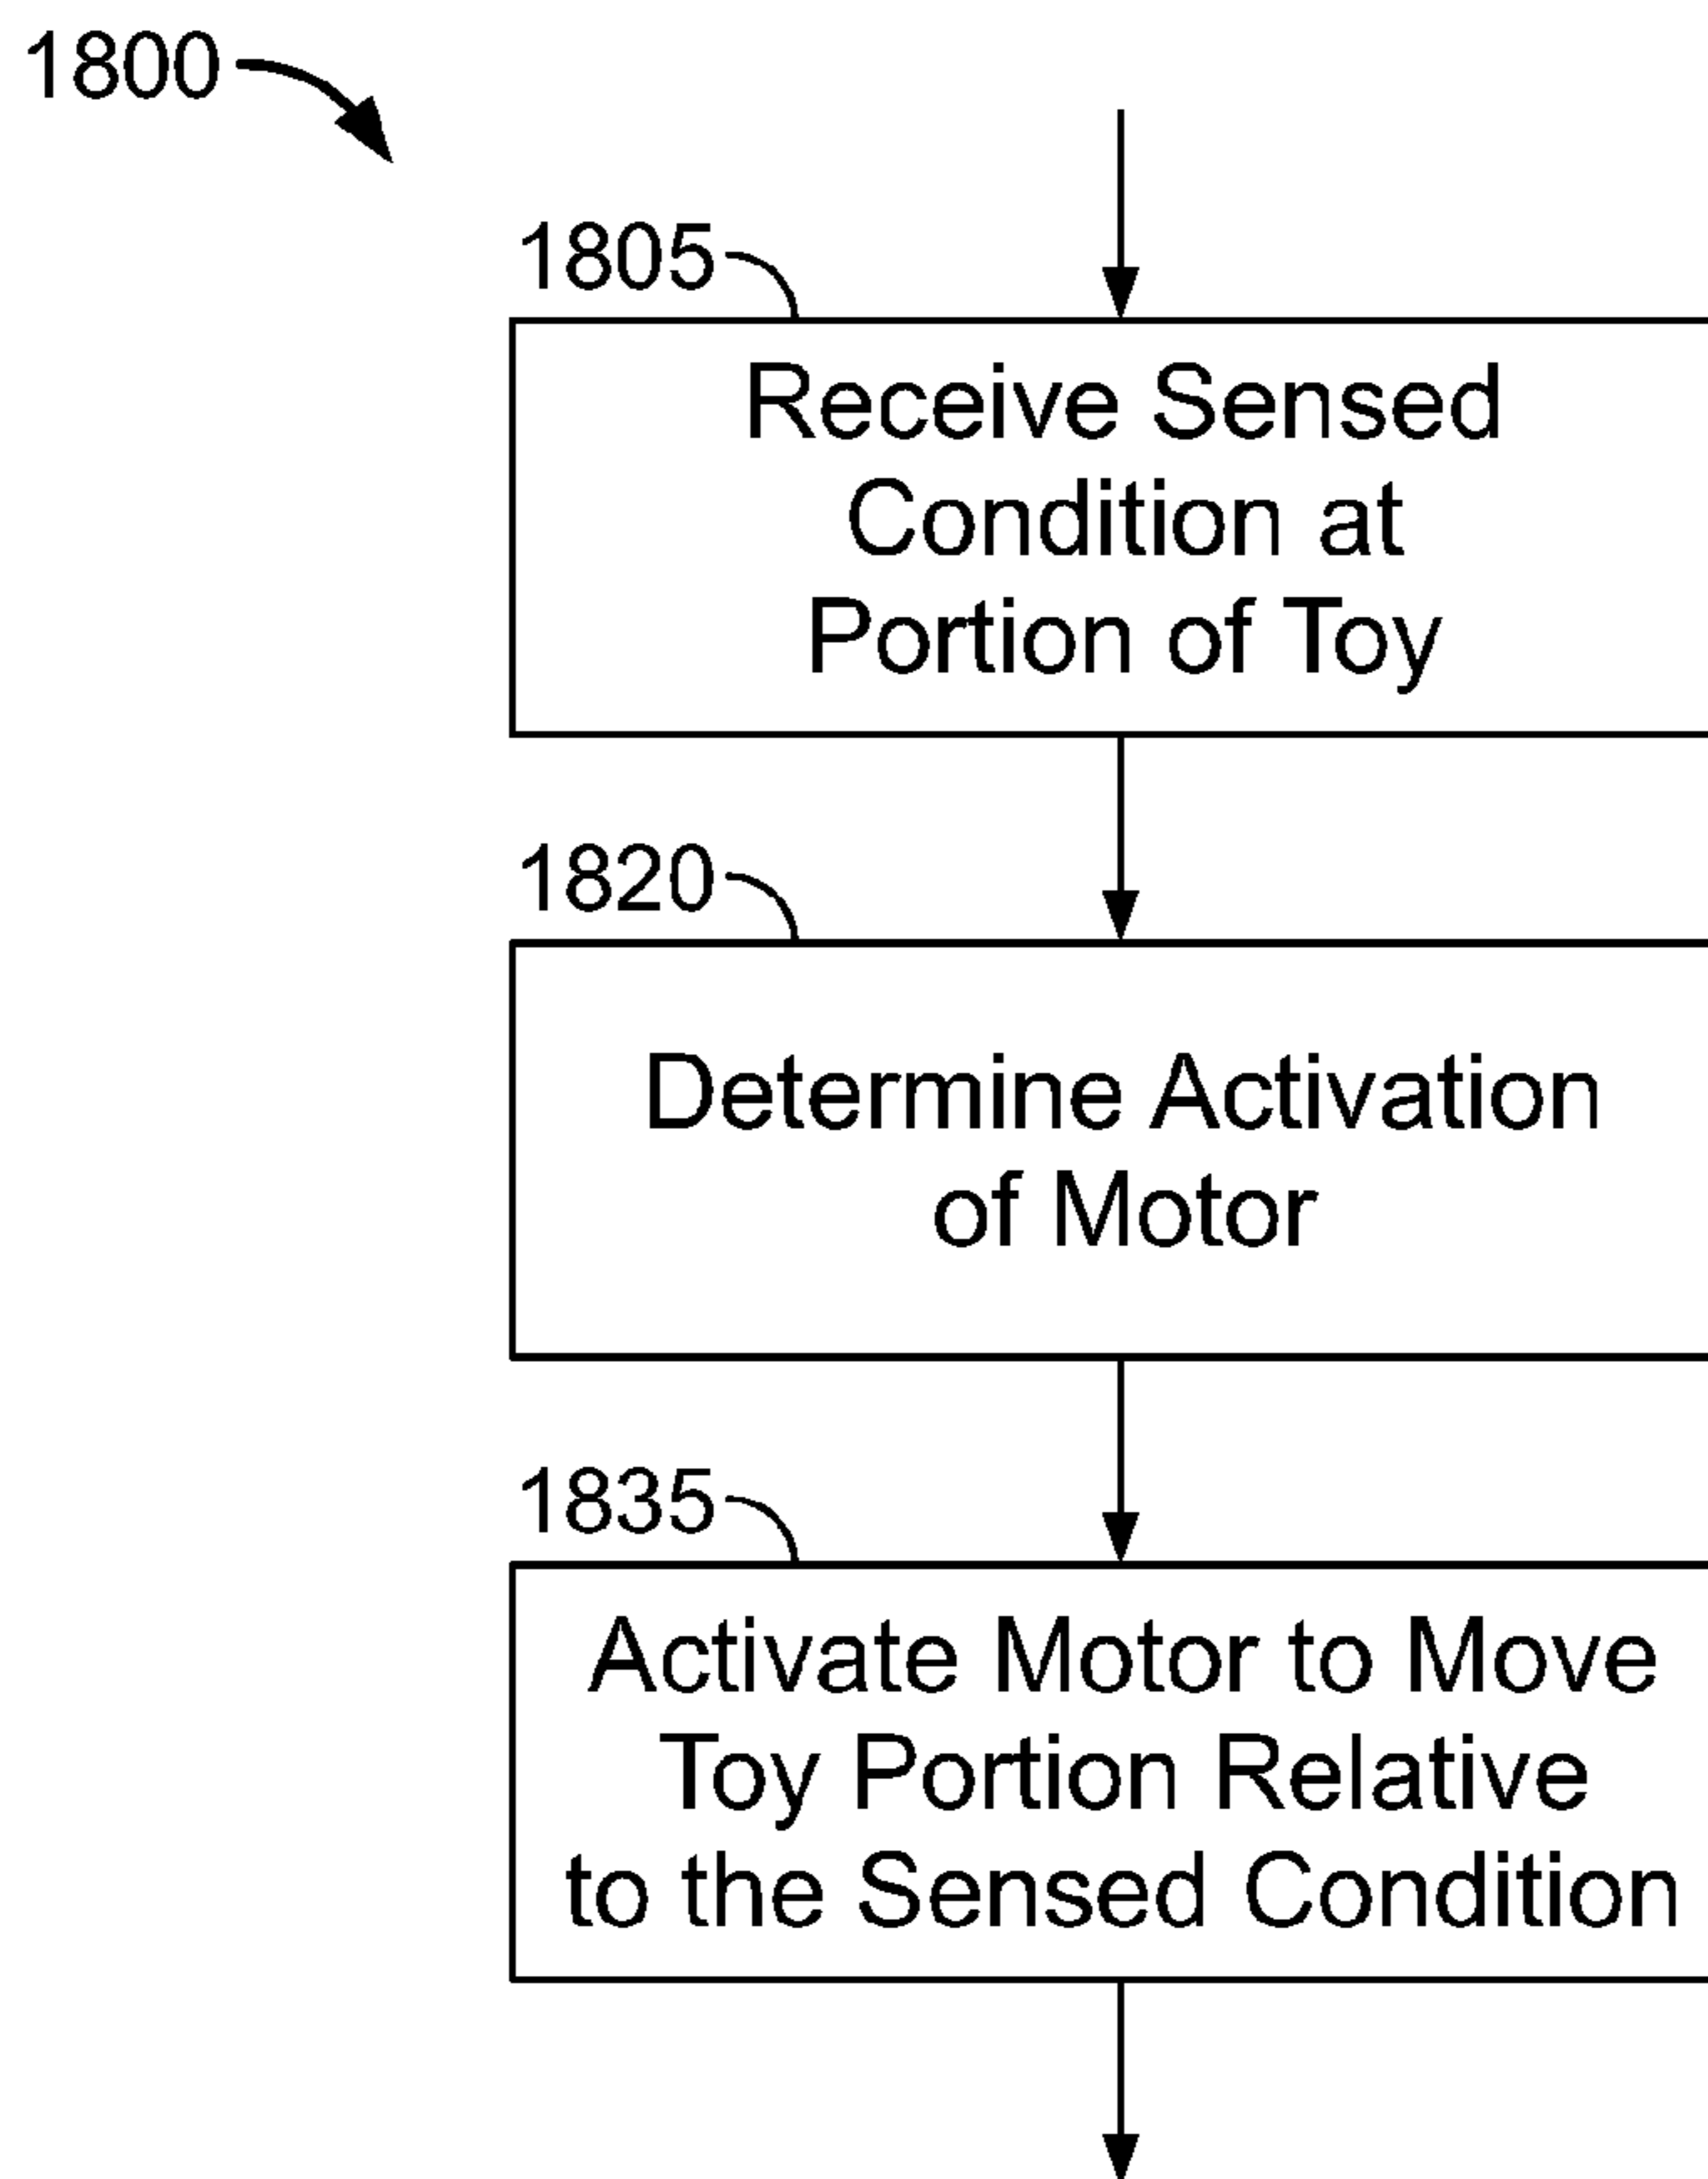 1800
1805
Receive Sensed
Condition at
Portion of Toy
1820
Determine Activation
of Motor
1835
Activate Motor to Move
Toy Portion Relative
to the Sensed Condition